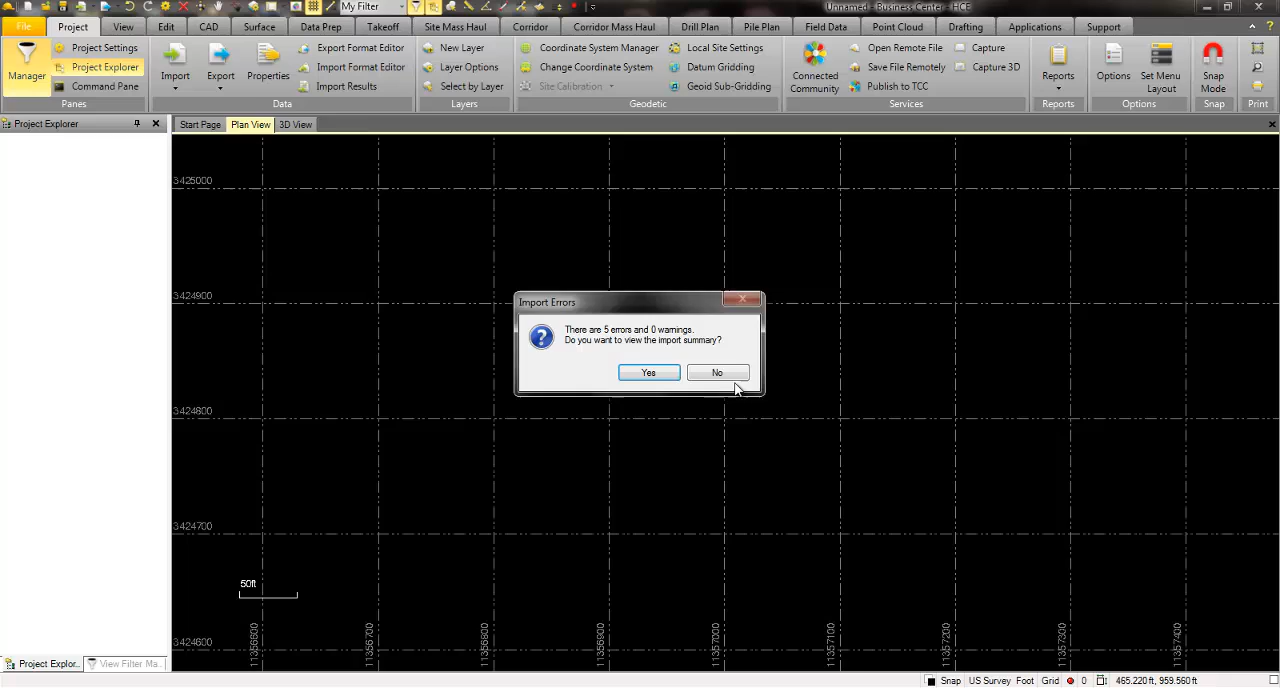 My Filter
Unnamed - Business Center - HCE
File Project View Edit CAD Surface Data Prep Takeoff Site Mass Haul Corridor Corridor Mass Haul Drill Plan Pile Plan Field Data Point Cloud Drafting Applications Support
Manager
Project Settings
Project Explorer
Command Pane
Panes
Import
Export
Properties
Export Format Editor
Import Format Editor
Import Results
Data
New Layer
Layer Options
Select by Layer
Layers
Coordinate System Manager
Change Coordinate System
Site Calibration
Local Site Settings
Datum Gridding
Geoid Sub-Gridding
Geodetic
Connected Community
Open Remote File
Save File Remotely
Publish to TCC
Capture
Capture 3D
Services
Reports
Reports
Options
Set Menu Layout
Options
Snap Mode
Snap
Print
Project Explorer
Start Page Plan View 3D View
3425000
3424900
3424800
3424700
3424600
Import Errors
There are 5 errors and 0 warnings.
Do you want to view the import summary?
Yes No
50ft
11356600 11356700 11356800 11356900 11357000 11357100 11357200 11357300 11357400
Project Explor... View Filter Ma...
Snap US Survey Foot Grid 0 465.220 ft, 959.560 ft